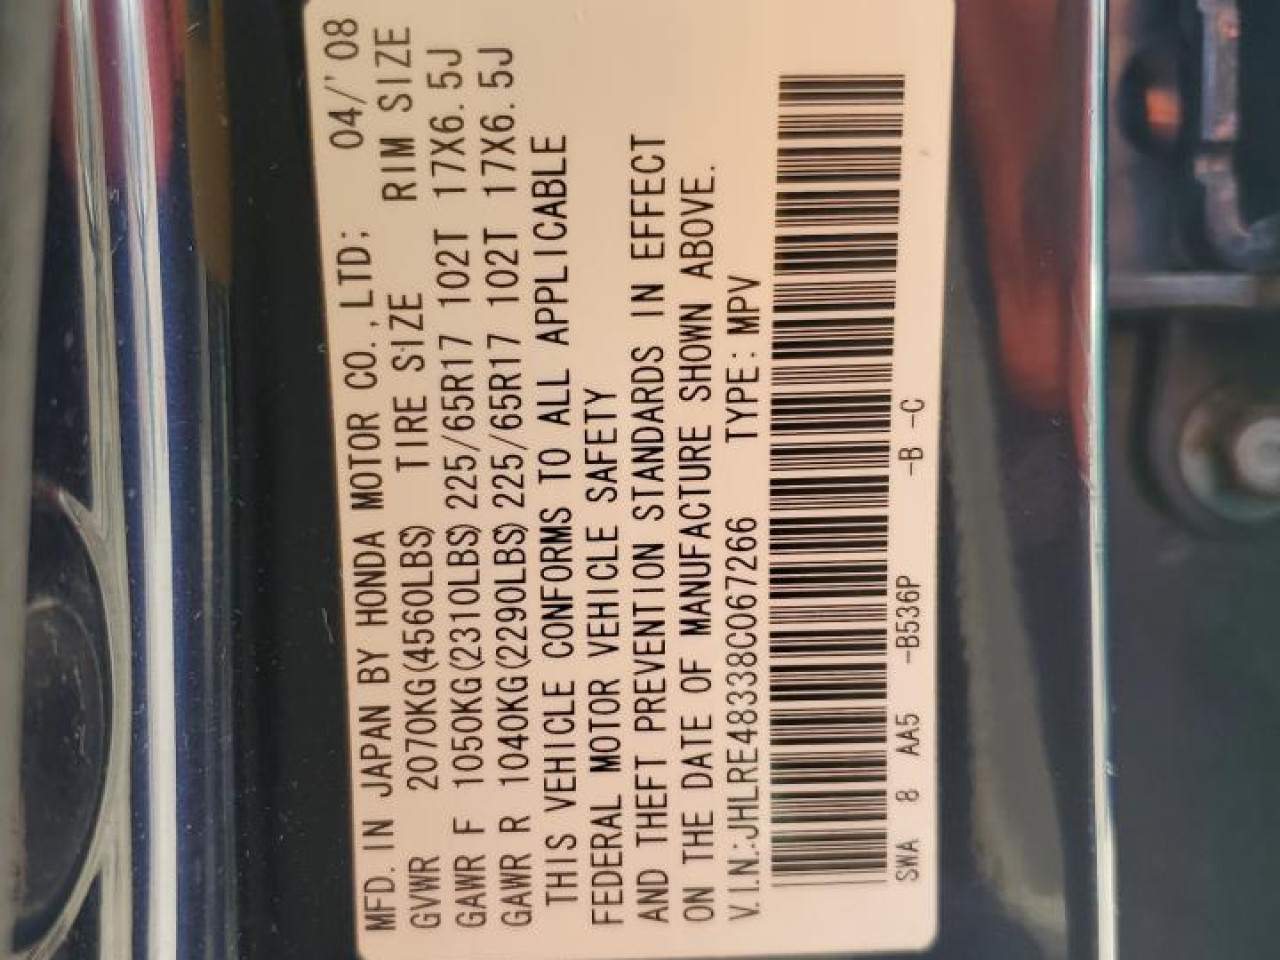 MFD. IN JAPAN BY HONDA MOTOR CO., LTD; 04/'08
GVWR 2070KG(4560LBS) TIRE SIZE RIM SIZE
GAWR F 1050KG(2310LBS) 225/65R17 102T 17X6.5J
GAWR R 1040KG(2290LBS) 225/65R17 102T 17X6.5J
THIS VEHICLE CONFORMS TO ALL APPLICABLE
FEDERAL MOTOR VEHICLE SAFETY
AND THEFT PREVENTION STANDARDS IN EFFECT
ON THE DATE OF MANUFACTURE SHOWN ABOVE.
V.I.N.:JHLRE48338C067266 TYPE:MPV
SWA 8 AA5 -B536P -B -C